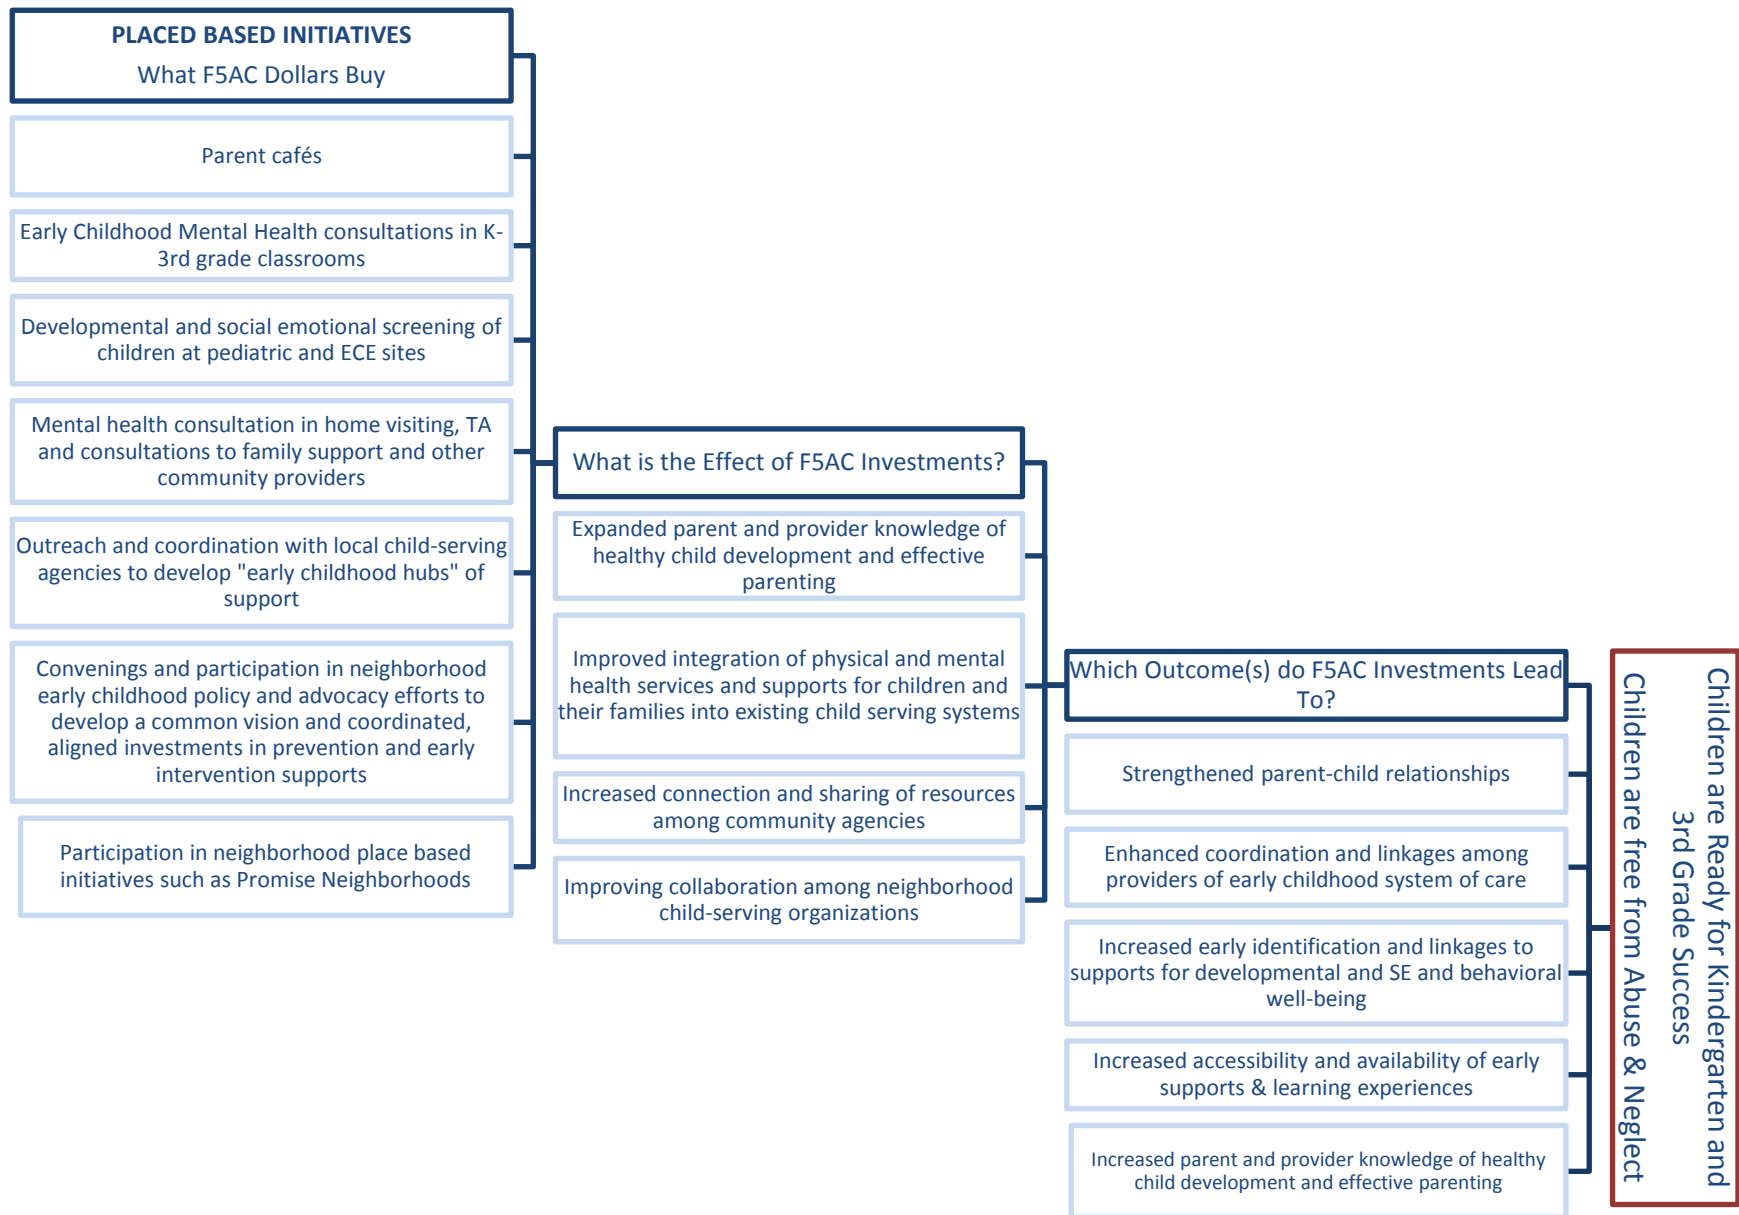 PLACED BASED INITIATIVES
What F5AC Dollars Buy
Parent cafés
Early Childhood Mental Health consultations in K-
3rd grade classrooms
Developmental and social emotional screening of
children at pediatric and ECE sites
Mental health consultation in home visiting, TA
and consultations to family support and other
community providers
Outreach and coordination with local child-serving
agencies to develop "early childhood hubs" of
support
Convenings and participation in neighborhood
early childhood policy and advocacy efforts to
develop a common vision and coordinated,
aligned investments in prevention and early
intervention supports
Participation in neighborhood place based
initiatives such as Promise Neighborhoods
What is the Effect of F5AC Investments?
Expanded parent and provider knowledge of
healthy child development and effective
parenting
Improved integration of physical and mental
health services and supports for children and
their families into existing child serving systems
Increased connection and sharing of resources
among community agencies
Improving collaboration among neighborhood
child-serving organizations
Which Outcome(s) do F5AC Investments Lead
To?
Strengthened parent-child relationships
Enhanced coordination and linkages among
providers of early childhood system of care
Increased early identification and linkages to
supports for developmental and SE and behavioral
well-being
Increased accessibility and availability of early
supports & learning experiences
Increased parent and provider knowledge of healthy
child development and effective parenting
Children are Ready for Kindergarten and
3rd Grade Success
Children are free from Abuse & Neglect